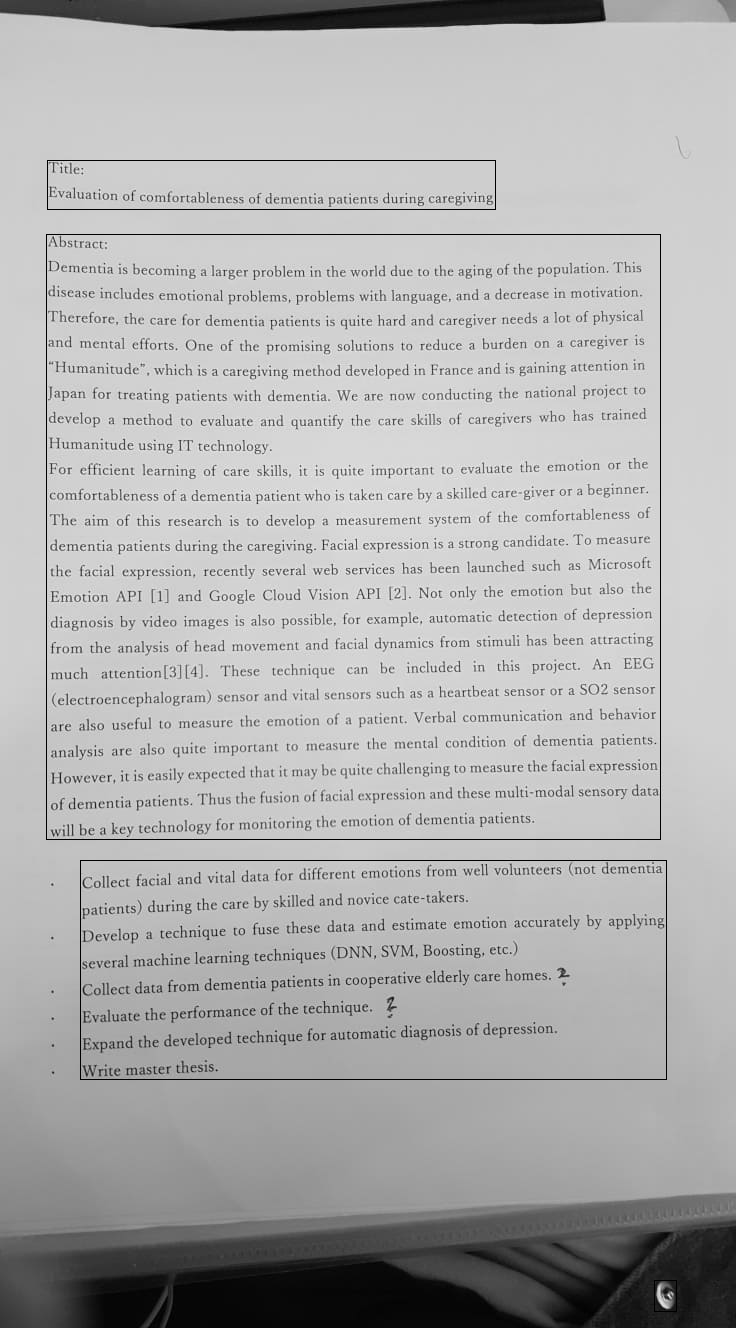 Title:
Evaluation of comfortableness of dementia patients during caregiving
Abstract:
Dementia is becoming a larger problem in the world due to the aging of the population. This
disease includes emotional problems, problems with language, and a decrease in motivation.
Therefore, the care for dementia patients is quite hard and caregiver needs a lot of physical
and mental efforts. One of the promising solutions to reduce a burden on a caregiver is
“Humanitude”, which is a caregiving method developed in France and is gaining attention in
Japan for treating patients with dementia. We are now conducting the national project to
develop a method to evaluate and quantify the care skills of caregivers who has trained
Humanitude using IT technology.
For efficient learning of care skills, it is quite important to evaluate the emotion or the
comfortableness of a dementia patient who is taken care by a skilled care-giver or a beginner.
The aim of this research is to develop a measurement system of the comfortableness of
dementia patients during the caregiving. Facial expression is a strong candidate. To measure
the facial expression, recently several web services has been launched such as Microsoft
Emotion API [1] and Google Cloud Vision API [2]. Not only the emotion but also the
diagnosis by video images is also possible, for example, automatic detection of depression
from the analysis of head movement and facial dynamics from stimuli has been attracting
much attention[3][4]. These technique can be included in this project. An EEG
(electroencephalogram) sensor and vital sensors such as a heartbeat sensor or a SO2 sensor
are also useful to measure the emotion of a patient. Verbal communication and behavior
analysis are also quite important to measure the mental condition of dementia patients.
However, it is easily expected that it may be quite challenging to measure the facial expression
of dementia patients. Thus the fusion of facial expression and these multi-modal sensory data
will be a key technology for monitoring the emotion of dementia patients.
· Collect facial and vital data for different emotions from well volunteers (not dementia
patients) during the care by skilled and novice cate-takers.
· Develop a technique to fuse these data and estimate emotion accurately by applying
several machine learning techniques (DNN, SVM, Boosting, etc.)
· Collect data from dementia patients in cooperative elderly care homes. ?
· Evaluate the performance of the technique. ?
· Expand the developed technique for automatic diagnosis of depression.
· Write master thesis.